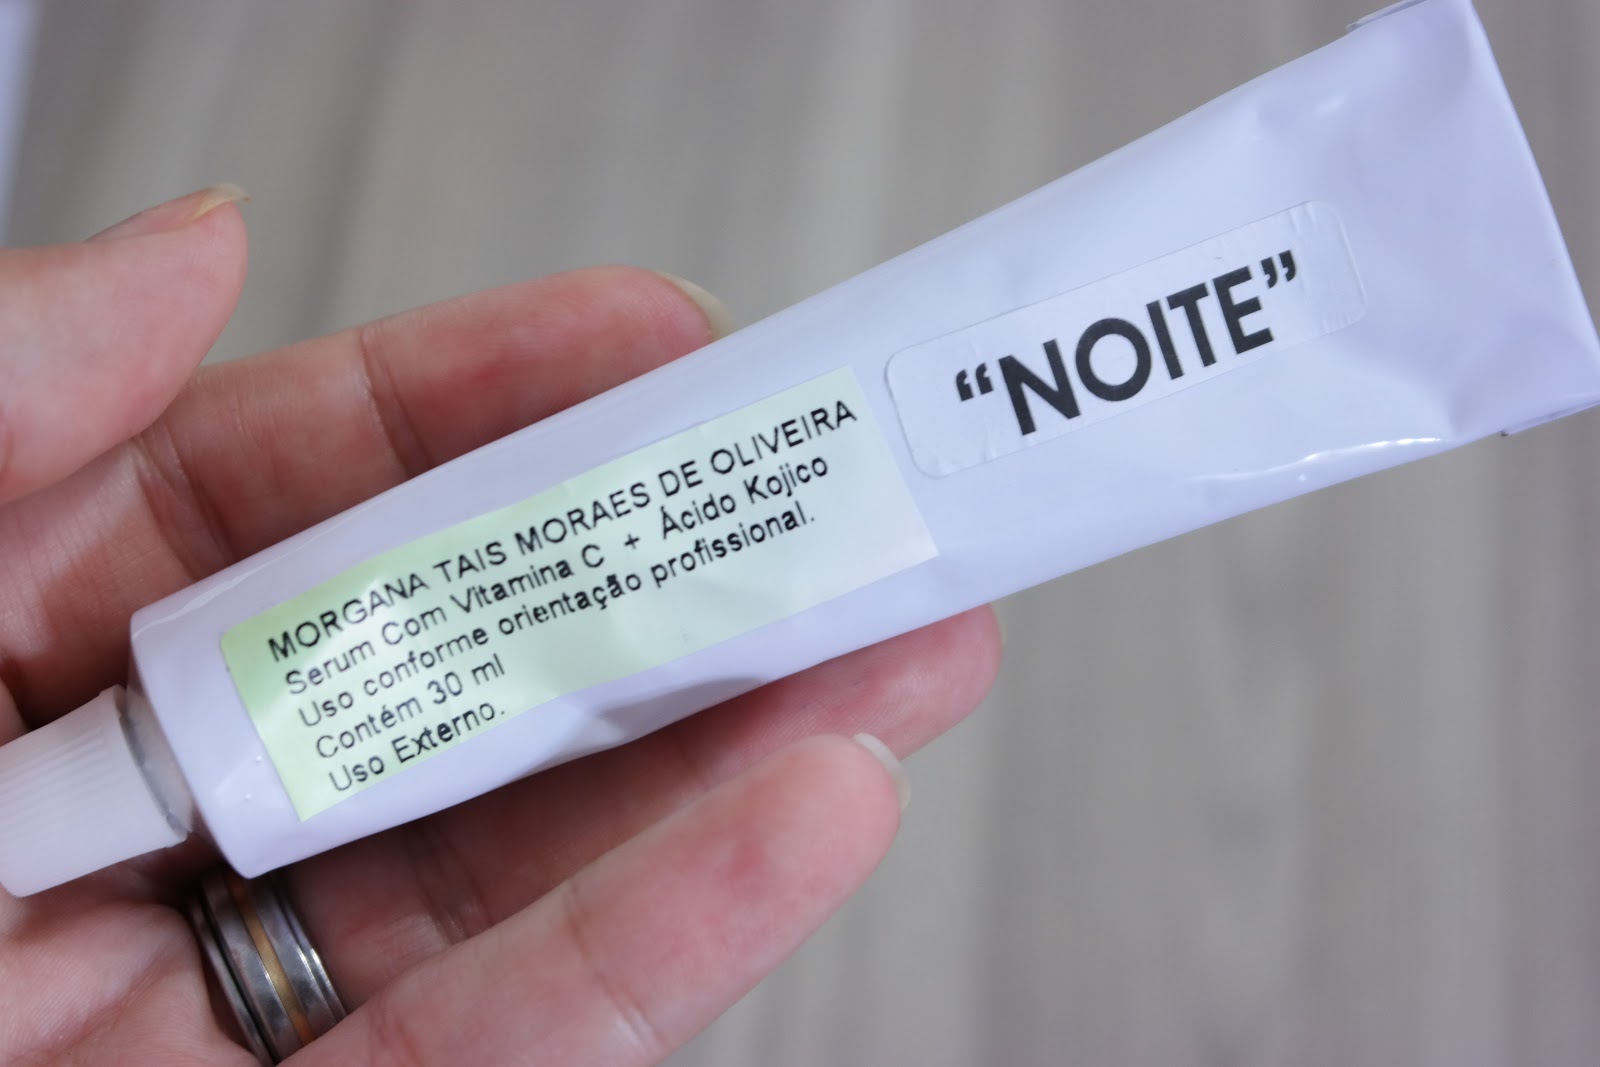 MORGANA TAIS MORAES DE OLIVEIRA
Serum Com Vitamina C + Ácido Kojico
Uso conforme orientação profissional.
Contém 30 ml
Uso Externo.
“NOITE”